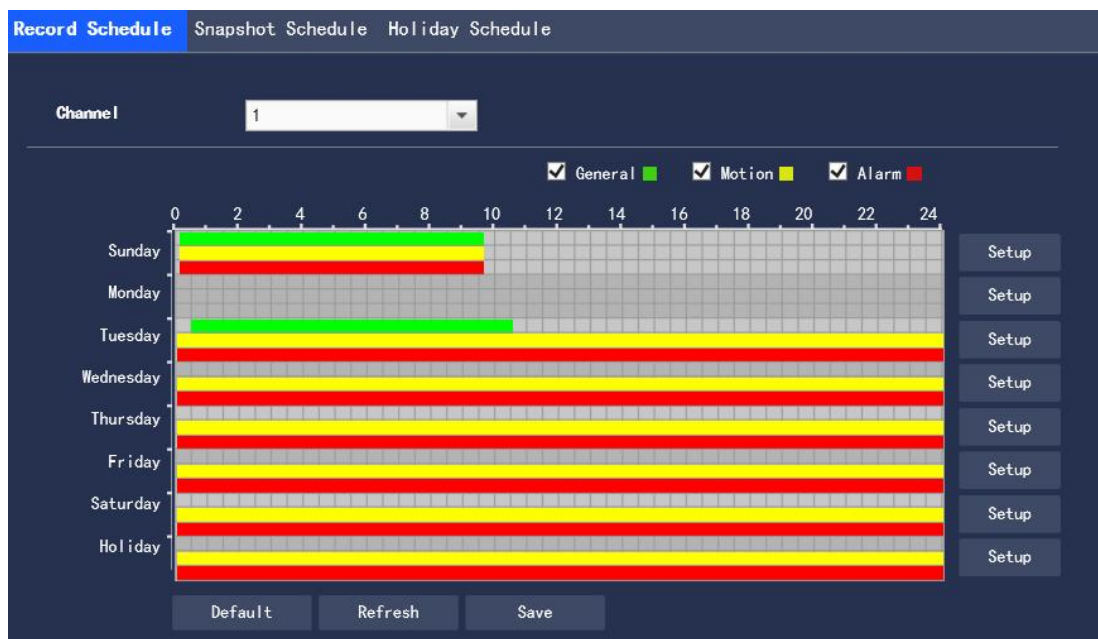 Record Schedule Snapshot Schedule Holiday Schedule
Channel 1
General Motion Alarm
0 2 4 6 8 10 12 14 16 18 20 22 24
Sunday Setup
Monday Setup
Tuesday Setup
Wednesday Setup
Thursday Setup
Friday Setup
Saturday Setup
Holiday Setup
Default Refresh Save